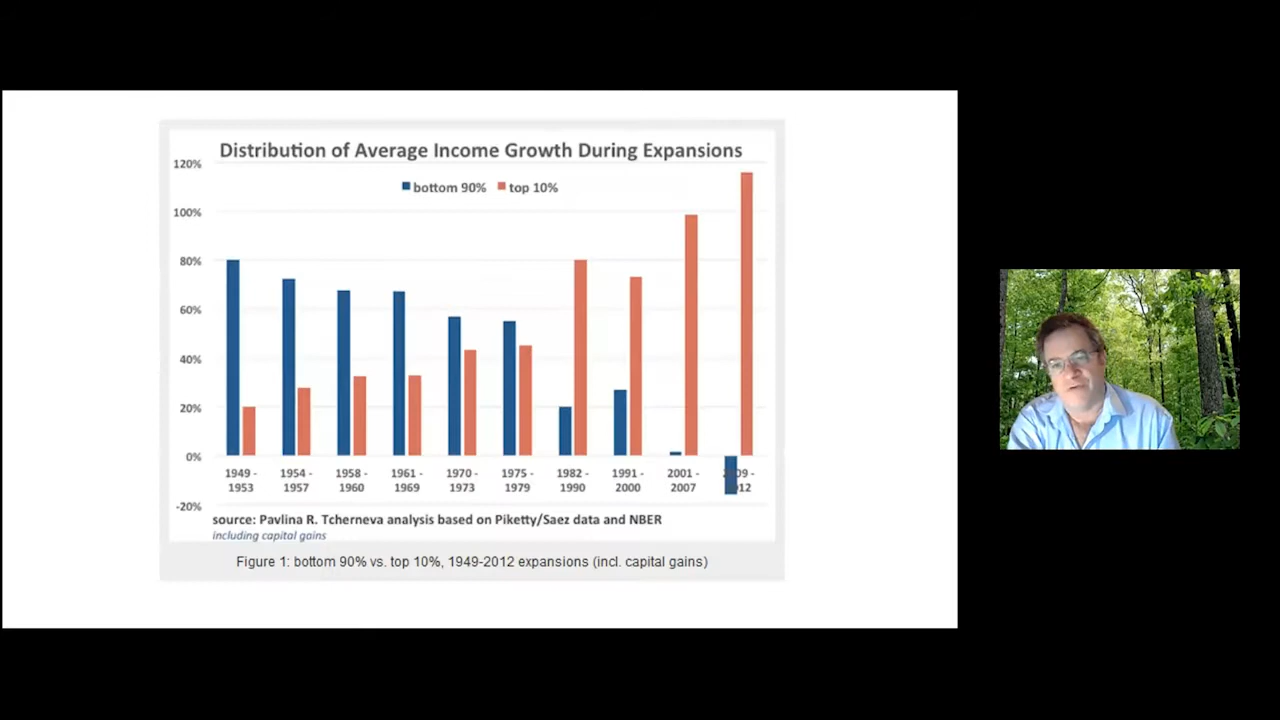 Distribution of Average Income Growth During Expansions
120%
bottom 90% top 10%
100%
80%
60%
40%
20%
0%
-20%
1949 - 1954 - 1958 - 1961 - 1970 - 1975 - 1982 - 1991 - 2001 - 09 -
1953 1957 1960 1969 1973 1979 1990 2000 2007 12
source: Pavlina R. Tcherneva analysis based on Piketty/Saez data and NBER
including capital gains
Figure 1: bottom 90% vs. top 10%, 1949-2012 expansions (incl. capital gains)